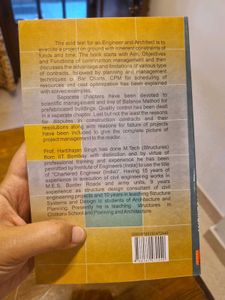 The acid test for an Engineer and Architect is to
execute a project on ground with inherent constraints of
funds and time. The book starts with Aim, Objectives
and Functions of construction management, and then
discusses the advantages and limitations of various type
of contracts, followed by planning and management
techniques ie Bar Charts, CPM for scheduling of
resources and cost optimization has been explained
with solved examples.
Separate chapters have been devoted to
scientific management and line of Balance Method for
prefabricated buildings. Quality control has been dealt
in a separate chapter. Last but not the least the reasons
for disputes in construction contracts and their
resolutions along with reasons for failure of projects
have been included to give the complete picture of
project management to the reader.
Prof. Harbhajan Singh has done M.Tech (Structures)
from IIT Bombay with distinction and by virtue of
professional training and experience he has been
permitted by Institute of Engineers (India) to use the title
of "Chartered Engineer (India)". Having 18 years of
experience in execution of civil engineering works in
M.E.S, Border Roads and army units, 9 years
experience as structure design consultant of civil
engineering projects and 10 years in teaching Structure
Systems and Design to students of Architecture and
Planning. Presently he is teaching structures in
Chitkara School and Planning and Architecture